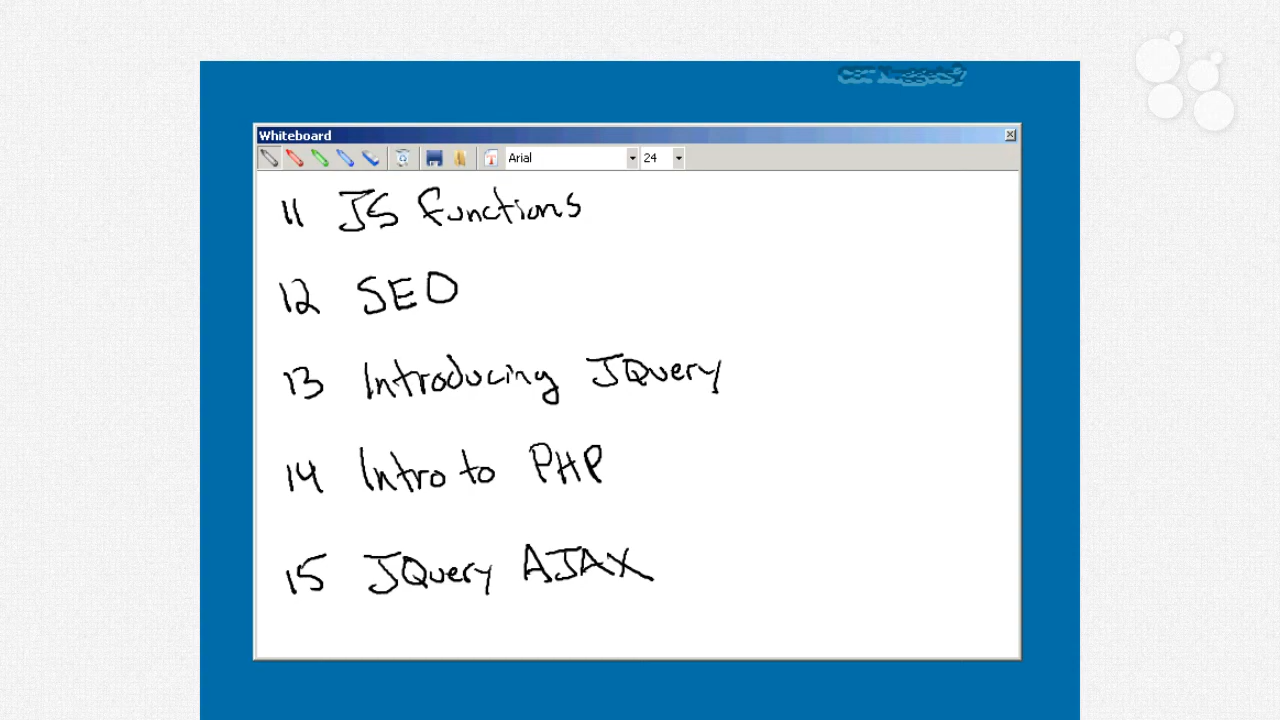 Whiteboard
Arial 24
11 JS functions
12 SEO
13 Introducing JQuery
14 Intro to PHP
15 JQuery AJAX